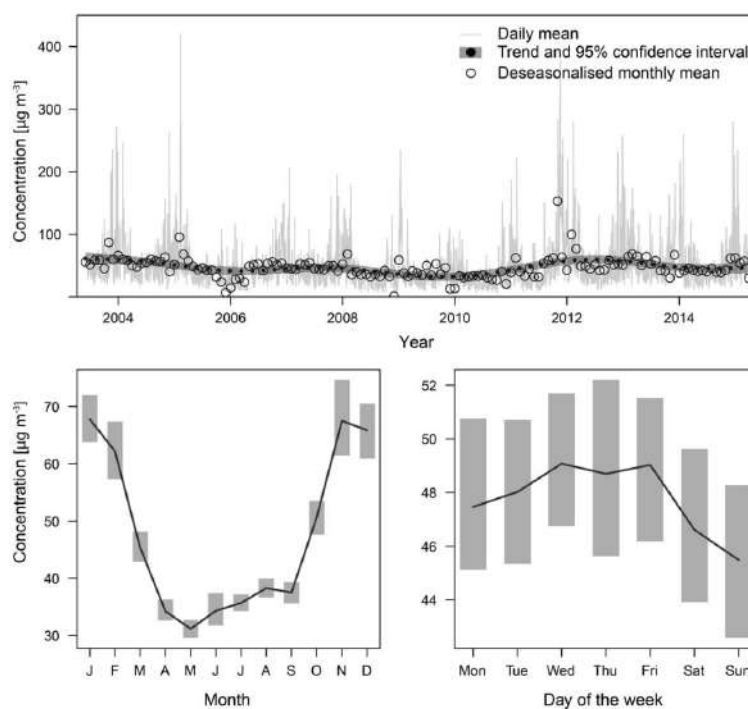 Daily mean
Trend and 95% confidence interval
Deseasonalised monthly mean
Concentration [µg m⁻³]
400
300
200
100
2004 2006 2008 2010 2012 2014
Year
Concentration [µg m⁻³]
70
60
50
40
30
J F M A M J J A S O N D
Month
52
50
48
46
44
Mon Tue Wed Thu Fri Sat Sun
Day of the week